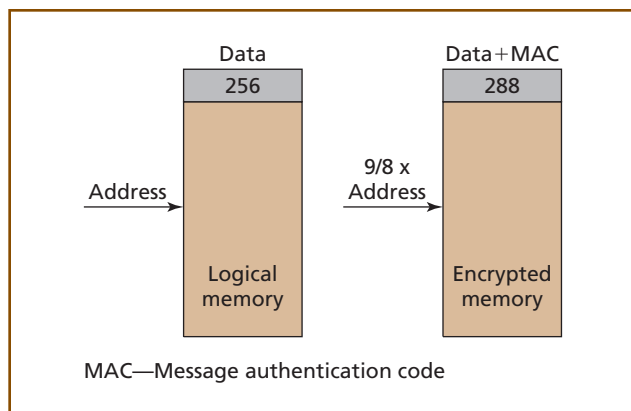 Data
256
Address
Logical
memory
Data+MAC
288
9/8 x
Address
Encrypted
memory
MAC—Message authentication code